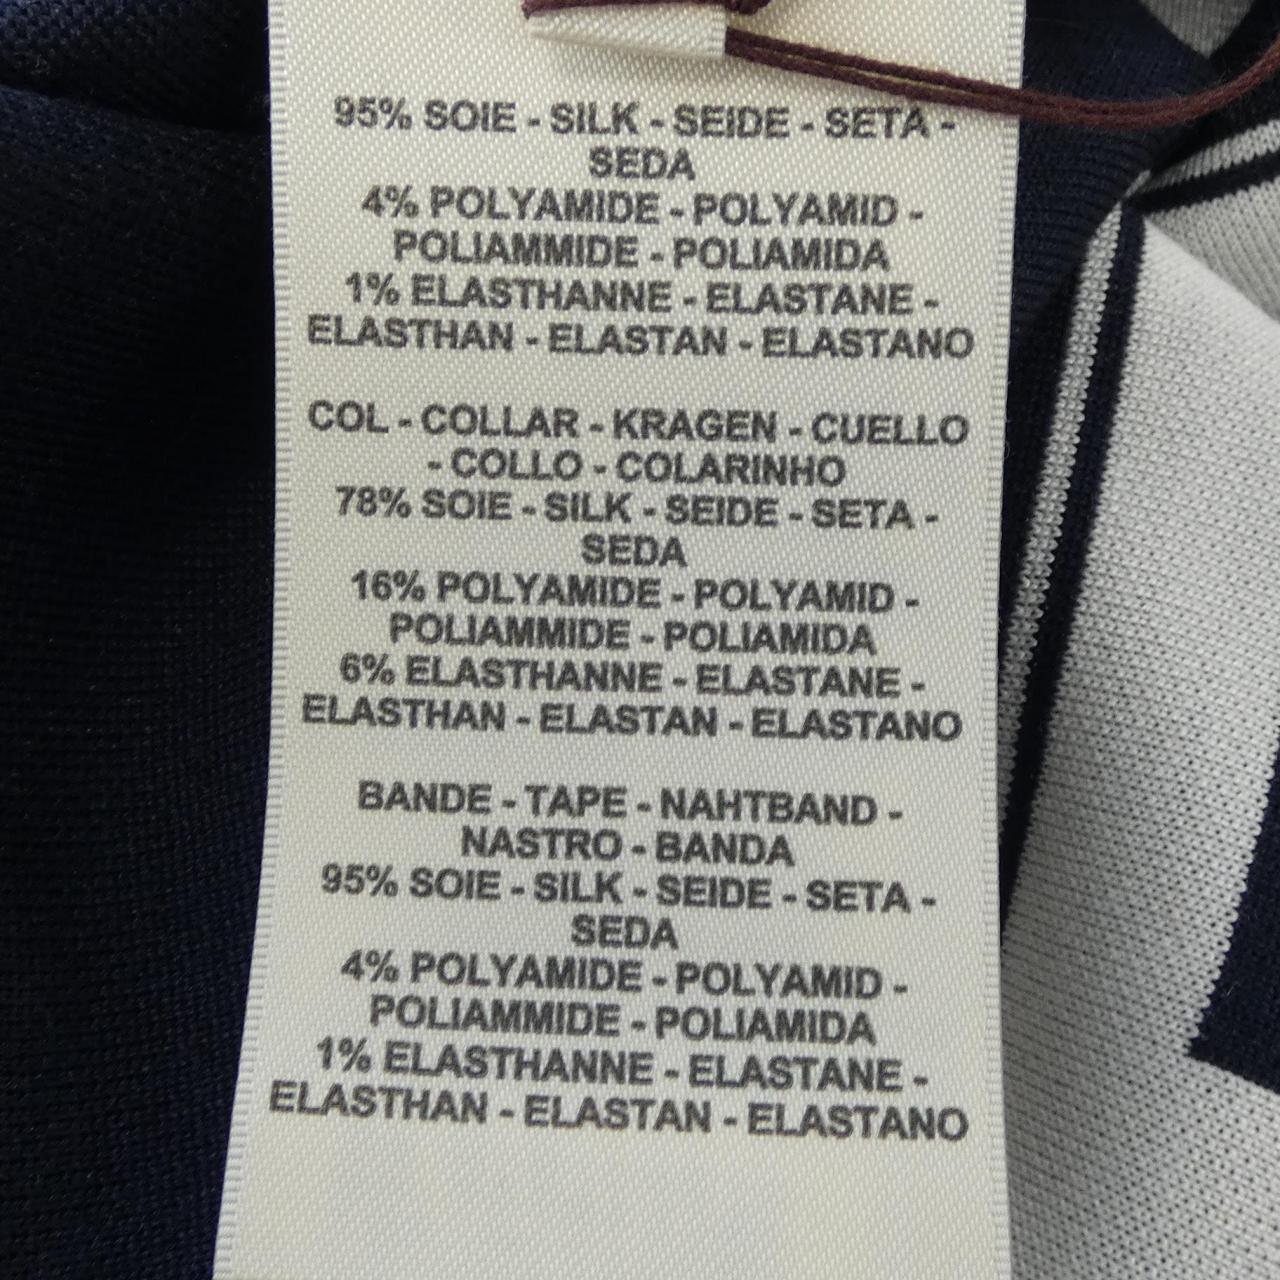 95% SOIE - SILK - SEIDE - SETA -
SEDA
4% POLYAMIDE - POLYAMID -
POLIAMMIDE - POLIAMIDA
1% ELASTHANNE - ELASTANE -
ELASTHAN - ELASTAN - ELASTANO
COL - COLLAR - KRAGEN - CUELLO
- COLLO - COLARINHO
78% SOIE - SILK - SEIDE - SETA -
SEDA
16% POLYAMIDE - POLYAMID -
POLIAMMIDE - POLIAMIDA
6% ELASTHANNE - ELASTANE -
ELASTHAN - ELASTAN - ELASTANO
BANDE - TAPE - NAHTBAND -
NASTRO - BANDA
95% SOIE - SILK - SEIDE - SETA -
SEDA
4% POLYAMIDE - POLYAMID -
POLIAMMIDE - POLIAMIDA
1% ELASTHANNE - ELASTANE -
ELASTHAN - ELASTAN - ELASTANO